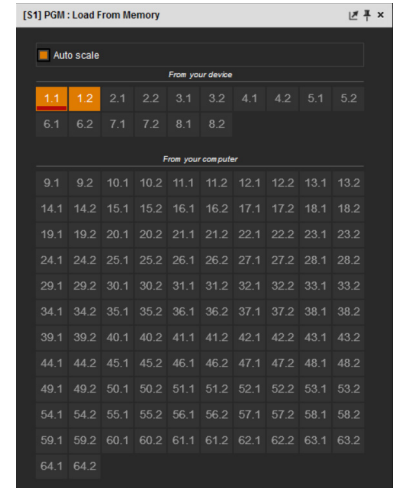 [S1] PGM : Load From Memory
Auto scale
From your device
1.1 1.2 2.1 2.2 3.1 3.2 4.1 4.2 5.1 5.2
6.1 6.2 7.1 7.2 8.1 8.2
From your computer
9.1 9.2 10.1 10.2 11.1 11.2 12.1 12.2 13.1 13.2
14.1 14.2 15.1 15.2 16.1 16.2 17.1 17.2 18.1 18.2
19.1 19.2 20.1 20.2 21.1 21.2 22.1 22.2 23.1 23.2
24.1 24.2 25.1 25.2 26.1 26.2 27.1 27.2 28.1 28.2
29.1 29.2 30.1 30.2 31.1 31.2 32.1 32.2 33.1 33.2
34.1 34.2 35.1 35.2 36.1 36.2 37.1 37.2 38.1 38.2
39.1 39.2 40.1 40.2 41.1 41.2 42.1 42.2 43.1 43.2
44.1 44.2 45.1 45.2 46.1 46.2 47.1 47.2 48.1 48.2
49.1 49.2 50.1 50.2 51.1 51.2 52.1 52.2 53.1 53.2
54.1 54.2 55.1 55.2 56.1 56.2 57.1 57.2 58.1 58.2
59.1 59.2 60.1 60.2 61.1 61.2 62.1 62.2 63.1 63.2
64.1 64.2